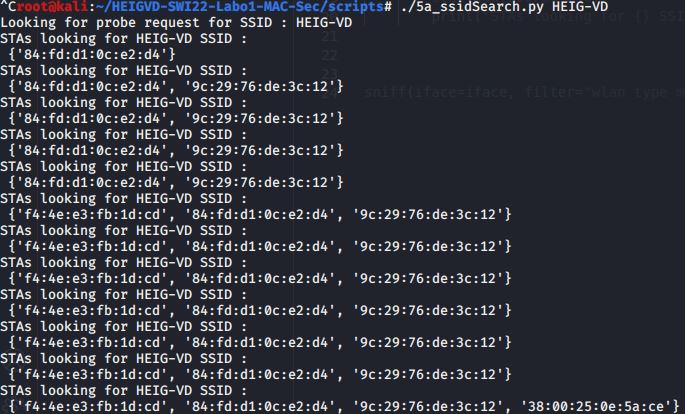 ^Croot@kali:~/HEIGVD-SWI22-Labo1-MAC-Sec/scripts# ./5a_ssidSearch.py HEIG-VD
Looking for probe request for SSID : HEIG-VD
STAs looking for HEIG-VD SSID :
{'84:fd:d1:0c:e2:d4'}
STAs looking for HEIG-VD SSID :
{'84:fd:d1:0c:e2:d4', '9c:29:76:de:3c:12'}
STAs looking for HEIG-VD SSID :
{'84:fd:d1:0c:e2:d4', '9c:29:76:de:3c:12'}
STAs looking for HEIG-VD SSID :
{'84:fd:d1:0c:e2:d4', '9c:29:76:de:3c:12'}
STAs looking for HEIG-VD SSID :
{'84:fd:d1:0c:e2:d4', '9c:29:76:de:3c:12'}
STAs looking for HEIG-VD SSID :
{'f4:4e:e3:fb:1d:cd', '84:fd:d1:0c:e2:d4', '9c:29:76:de:3c:12'}
STAs looking for HEIG-VD SSID :
{'f4:4e:e3:fb:1d:cd', '84:fd:d1:0c:e2:d4', '9c:29:76:de:3c:12'}
STAs looking for HEIG-VD SSID :
{'f4:4e:e3:fb:1d:cd', '84:fd:d1:0c:e2:d4', '9c:29:76:de:3c:12'}
STAs looking for HEIG-VD SSID :
{'f4:4e:e3:fb:1d:cd', '84:fd:d1:0c:e2:d4', '9c:29:76:de:3c:12'}
STAs looking for HEIG-VD SSID :
{'f4:4e:e3:fb:1d:cd', '84:fd:d1:0c:e2:d4', '9c:29:76:de:3c:12'}
STAs looking for HEIG-VD SSID :
{'f4:4e:e3:fb:1d:cd', '84:fd:d1:0c:e2:d4', '9c:29:76:de:3c:12'}
STAs looking for HEIG-VD SSID :
{'f4:4e:e3:fb:1d:cd', '84:fd:d1:0c:e2:d4', '9c:29:76:de:3c:12', '38:00:25:0e:5a:ce'}